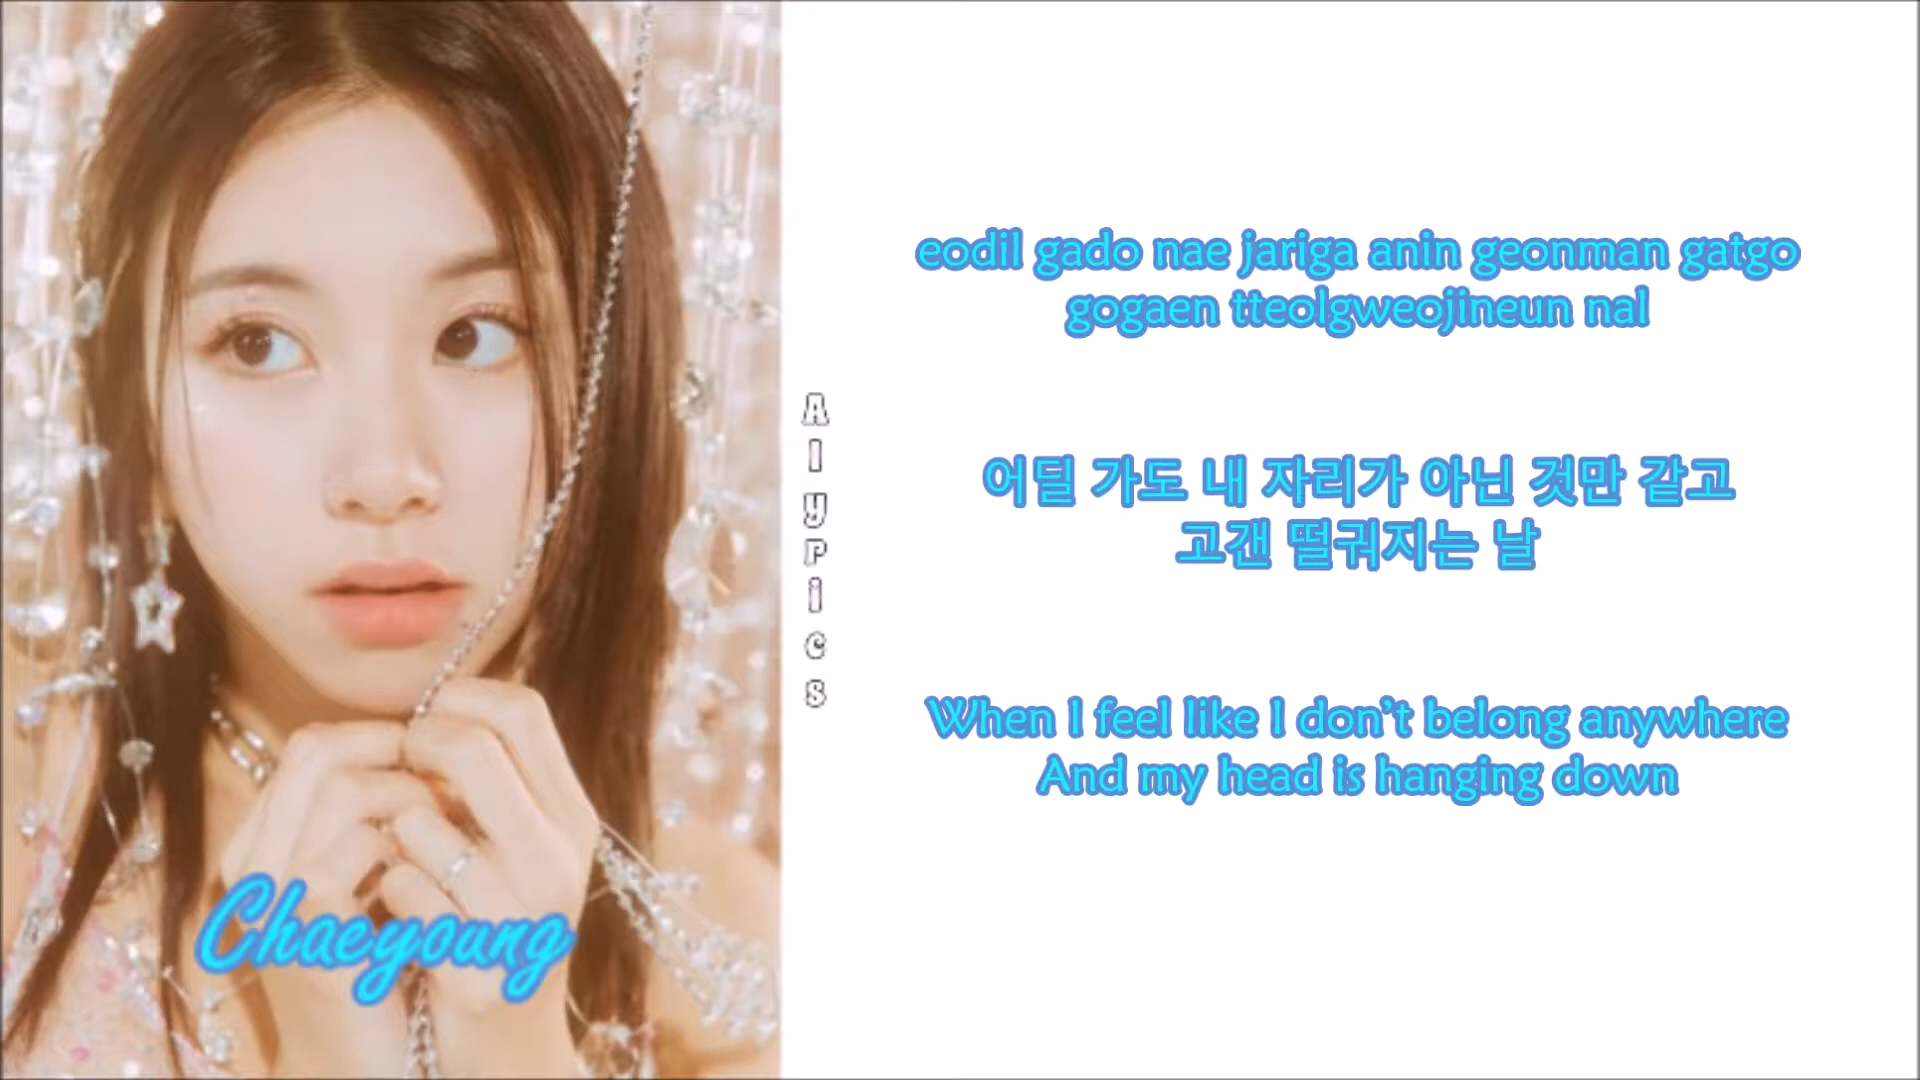 eodil gado nae jariga anin geonman gatgo
gogaen tteolgweojineun nal
어딜 가도 내 자리가 아닌 것만 같고
고갠 떨궈지는 날
When I feel like I don't belong anywhere
And my head is hanging down
Alypics
Chaeyoung